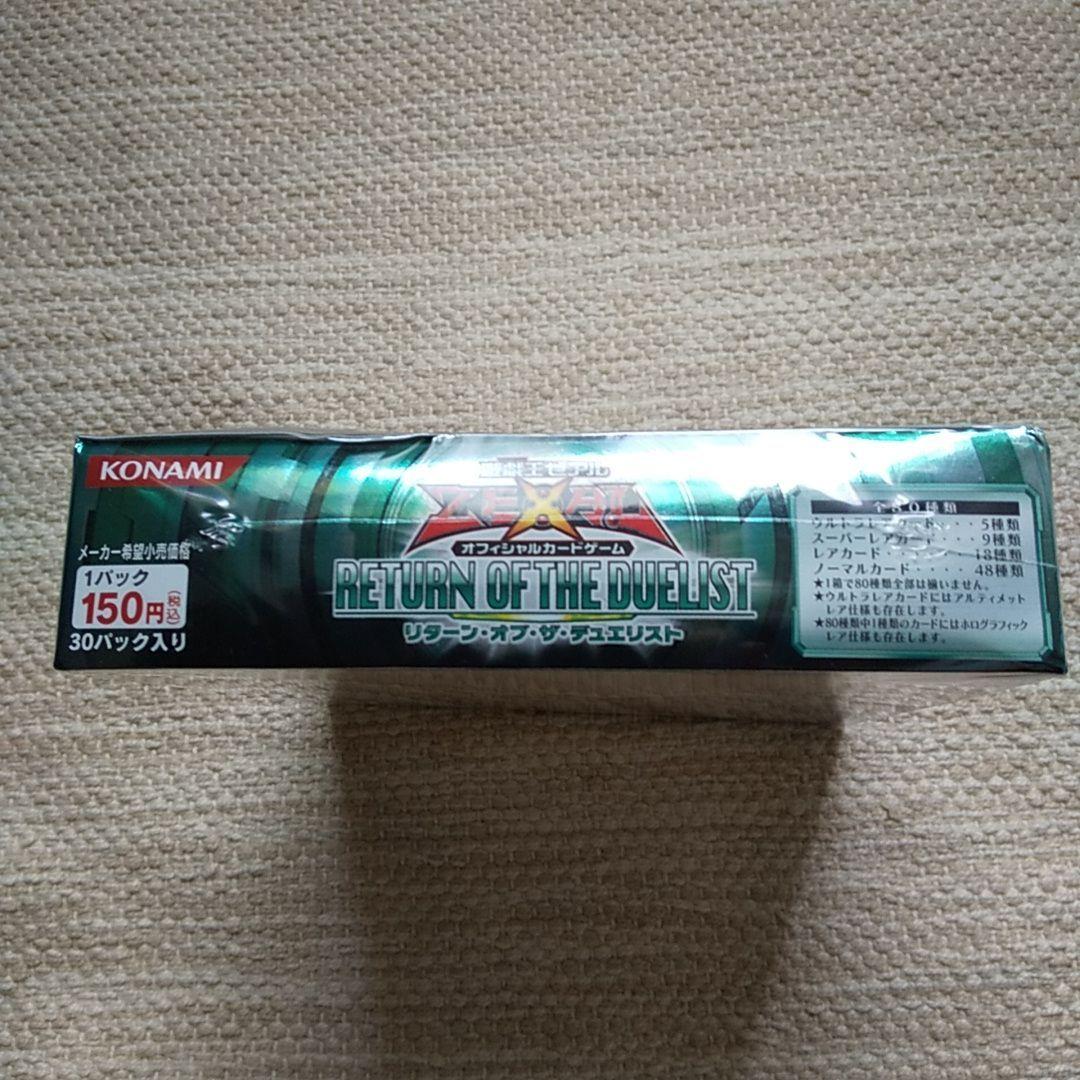 KONAMI
メーカー希望小売価格
1パック
150円(税込)
30パック入り
遊戯王ゼアル
ZEXAL
オフィシャルカードゲーム
RETURN OF THE DUELIST
リターン・オブ・ザ・デュエリスト
全80種類
ウルトラレアカード・・・5種類
スーパーレアカード・・・9種類
レアカード・・・・・・18種類
ノーマルカード・・・・48種類
★1箱で80種類全部は揃いません。
★ウルトラレアカードにはアルティメット
レア仕様も存在します。
★80種類中1種類のカードにはホログラフィック
レア仕様も存在します。